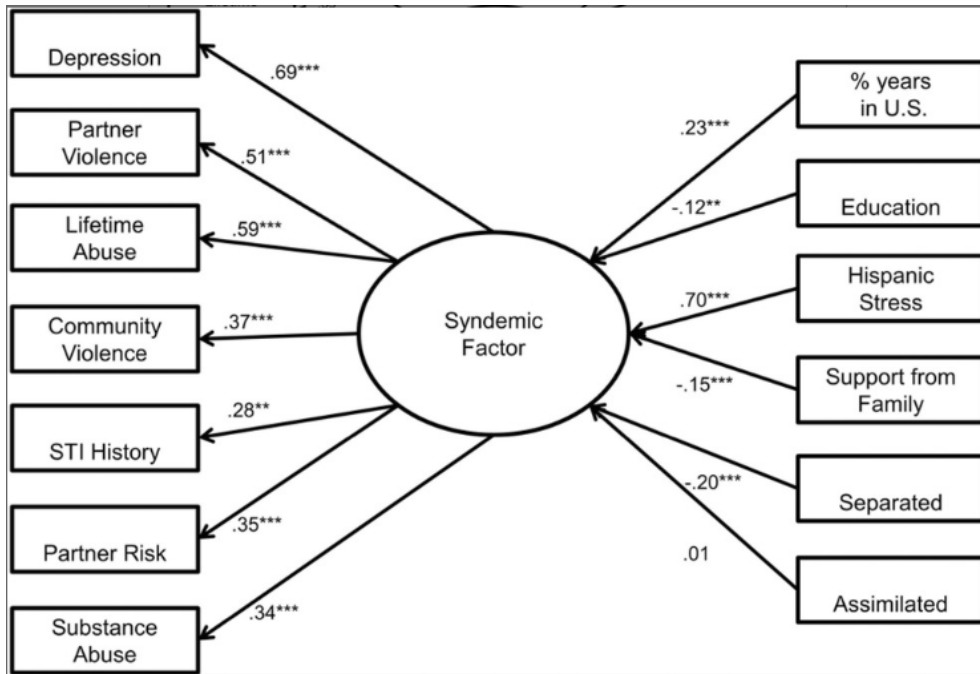 Depression
.69***
Partner
Violence
.51***
Lifetime
Abuse
.59***
Community
Violence
.37***
STI History
.28**
Partner Risk
.35***
Substance
Abuse
.34***
Syndemic
Factor
% years
in U.S.
.23***
Education
-.12**
Hispanic
Stress
.70***
Support from
Family
-.15***
Separated
-.20***
Assimilated
.01